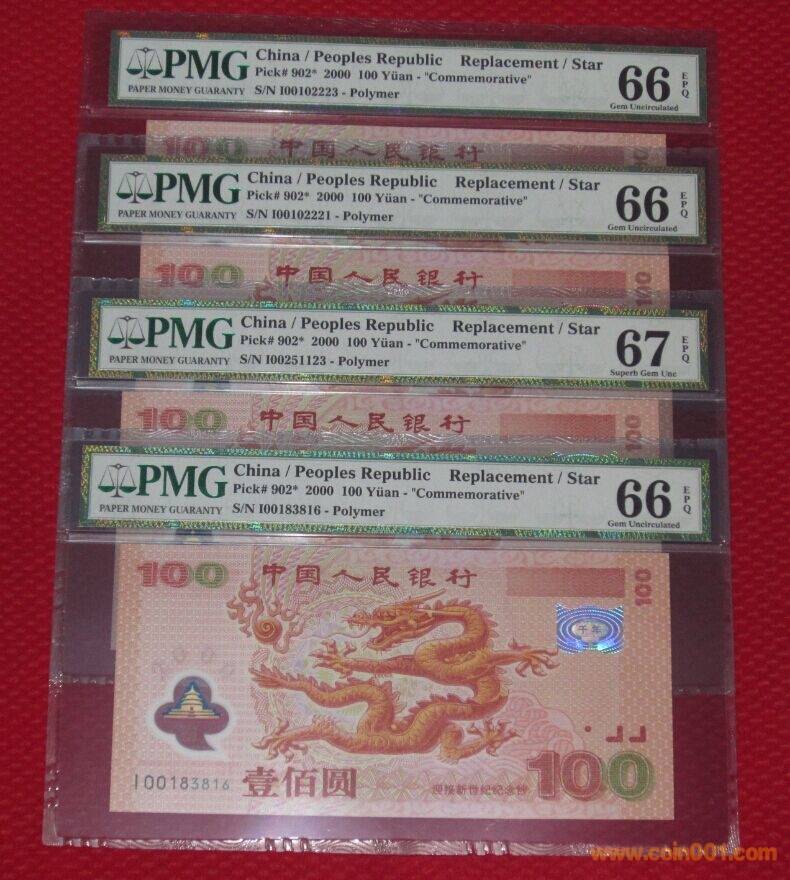 PMG
PAPER MONEY GUARANTY
China / Peoples Republic Replacement / Star
Pick# 902* 2000 100 Yüan - "Commemorative"
S/N I00102223 - Polymer
66 EPQ
Gem Uncirculated
100 中国人民银行
PMG
PAPER MONEY GUARANTY
China / Peoples Republic Replacement / Star
Pick# 902* 2000 100 Yüan - "Commemorative"
S/N I00102221 - Polymer
66 EPQ
Gem Uncirculated
100 中国人民银行 100
PMG
PAPER MONEY GUARANTY
China / Peoples Republic Replacement / Star
Pick# 902* 2000 100 Yüan - "Commemorative"
S/N I00251123 - Polymer
67 EPQ
Superb Gem Unc
100 中国人民银行 100
PMG
PAPER MONEY GUARANTY
China / Peoples Republic Replacement / Star
Pick# 902* 2000 100 Yüan - "Commemorative"
S/N I00183816 - Polymer
66 EPQ
Gem Uncirculated
100 中国人民银行 100
千年
2000
I00183816 壹佰圆 迎接新世纪纪念钞 100
www.coin001.com